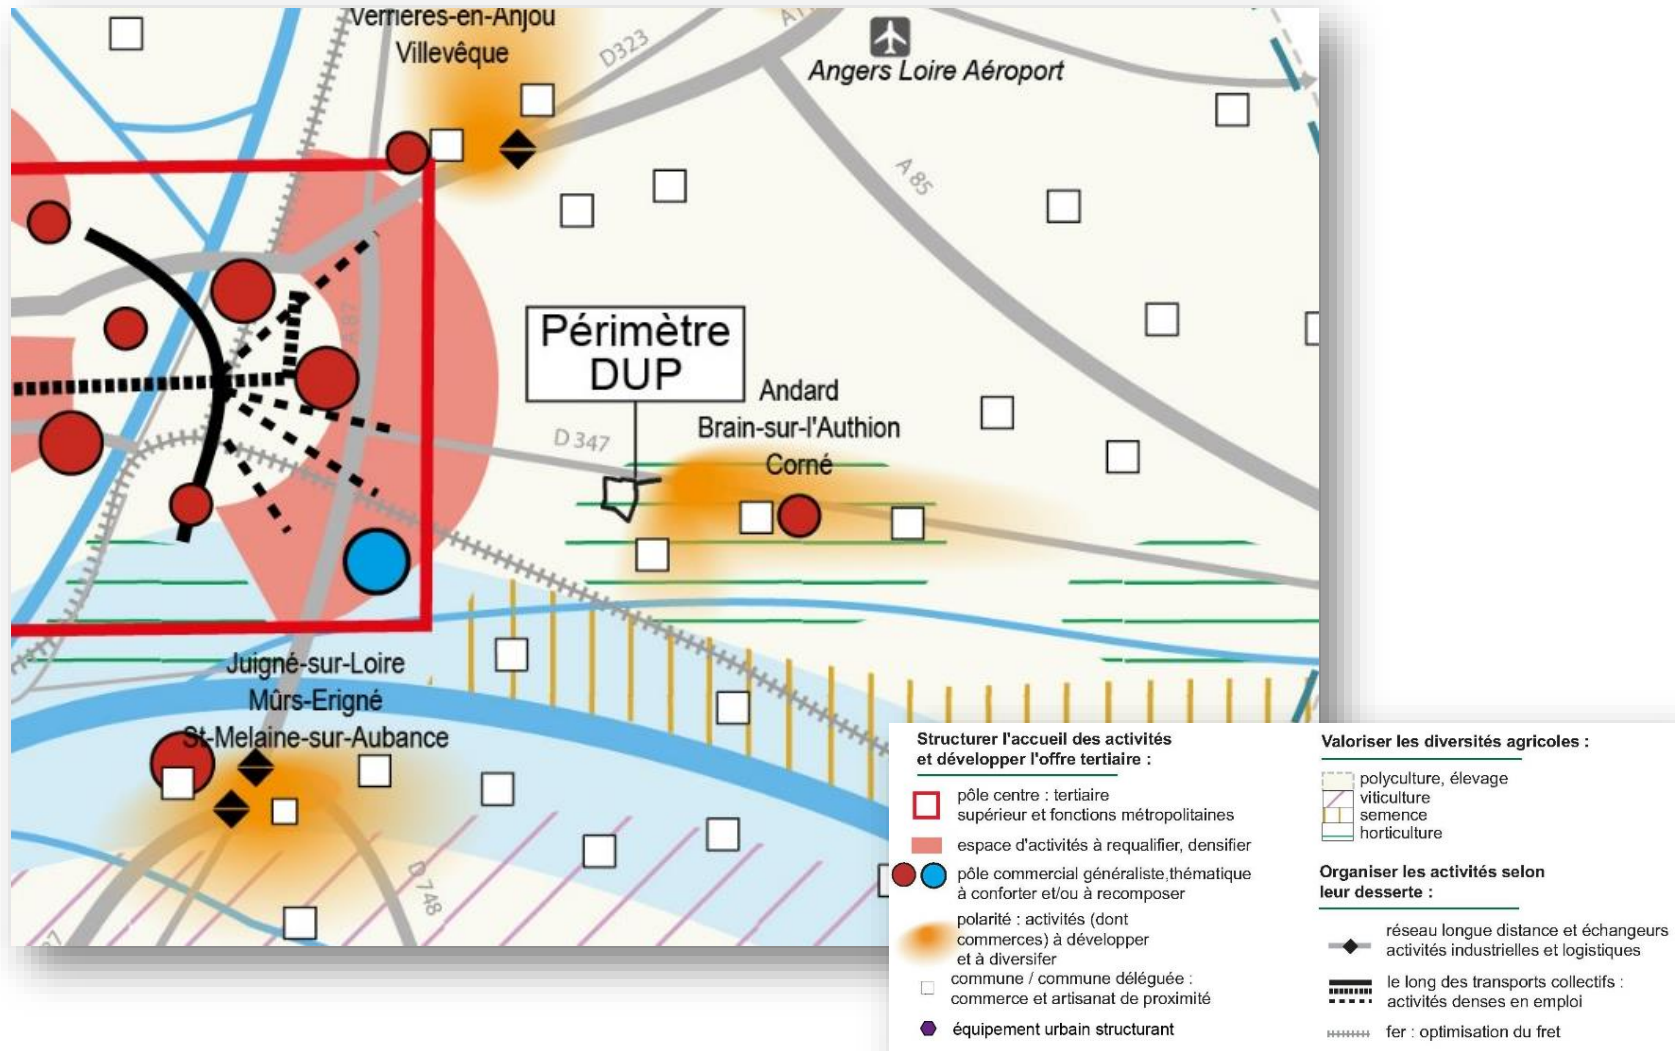 Verrières-en-Anjou
Villevêque
D323
A11
Angers Loire Aéroport
A 85
A 87
Périmètre
DUP
Andard
Brain-sur-l'Authion
Corné
D 347
Juigné-sur-Loire
Mûrs-Erigné
St-Melaine-sur-Aubance
D 748
Structurer l'accueil des activités
et développer l'offre tertiaire :
pôle centre : tertiaire
supérieur et fonctions métropolitaines
espace d'activités à requalifier, densifier
pôle commercial généraliste,thématique
à conforter et/ou à recomposer
polarité : activités (dont
commerces) à développer
et à diversifer
commune / commune déléguée :
commerce et artisanat de proximité
équipement urbain structurant
Valoriser les diversités agricoles :
polyculture, élevage
viticulture
semence
horticulture
Organiser les activités selon
leur desserte :
réseau longue distance et échangeurs
activités industrielles et logistiques
le long des transports collectifs :
activités denses en emploi
fer : optimisation du fret